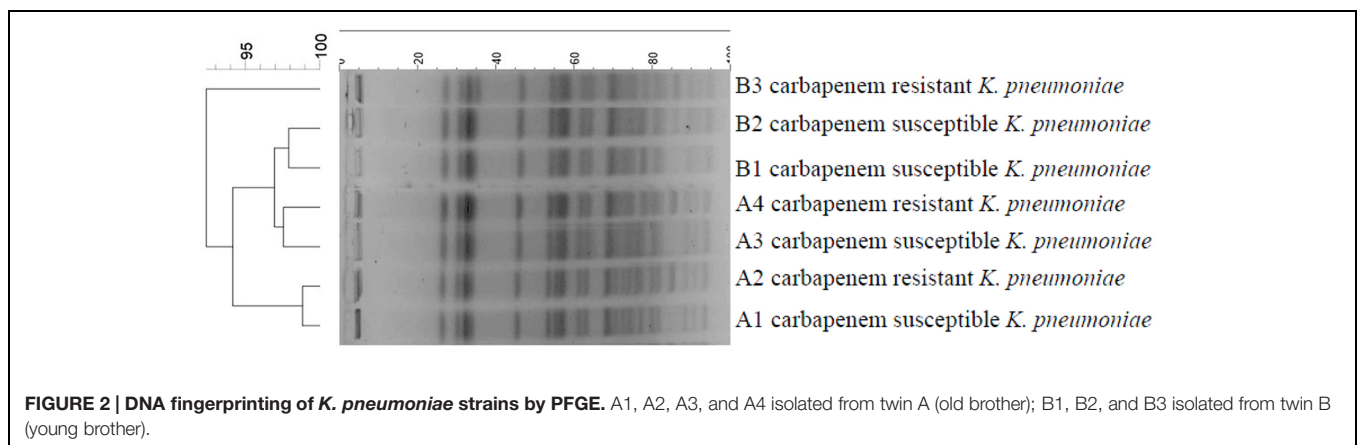 95
100
0
20
40
60
80
100
B3 carbapenem resistant K. pneumoniae
B2 carbapenem susceptible K. pneumoniae
B1 carbapenem susceptible K. pneumoniae
A4 carbapenem resistant K. pneumoniae
A3 carbapenem susceptible K. pneumoniae
A2 carbapenem resistant K. pneumoniae
A1 carbapenem susceptible K. pneumoniae
FIGURE 2 | DNA fingerprinting of K. pneumoniae strains by PFGE. A1, A2, A3, and A4 isolated from twin A (old brother); B1, B2, and B3 isolated from twin B
(young brother).